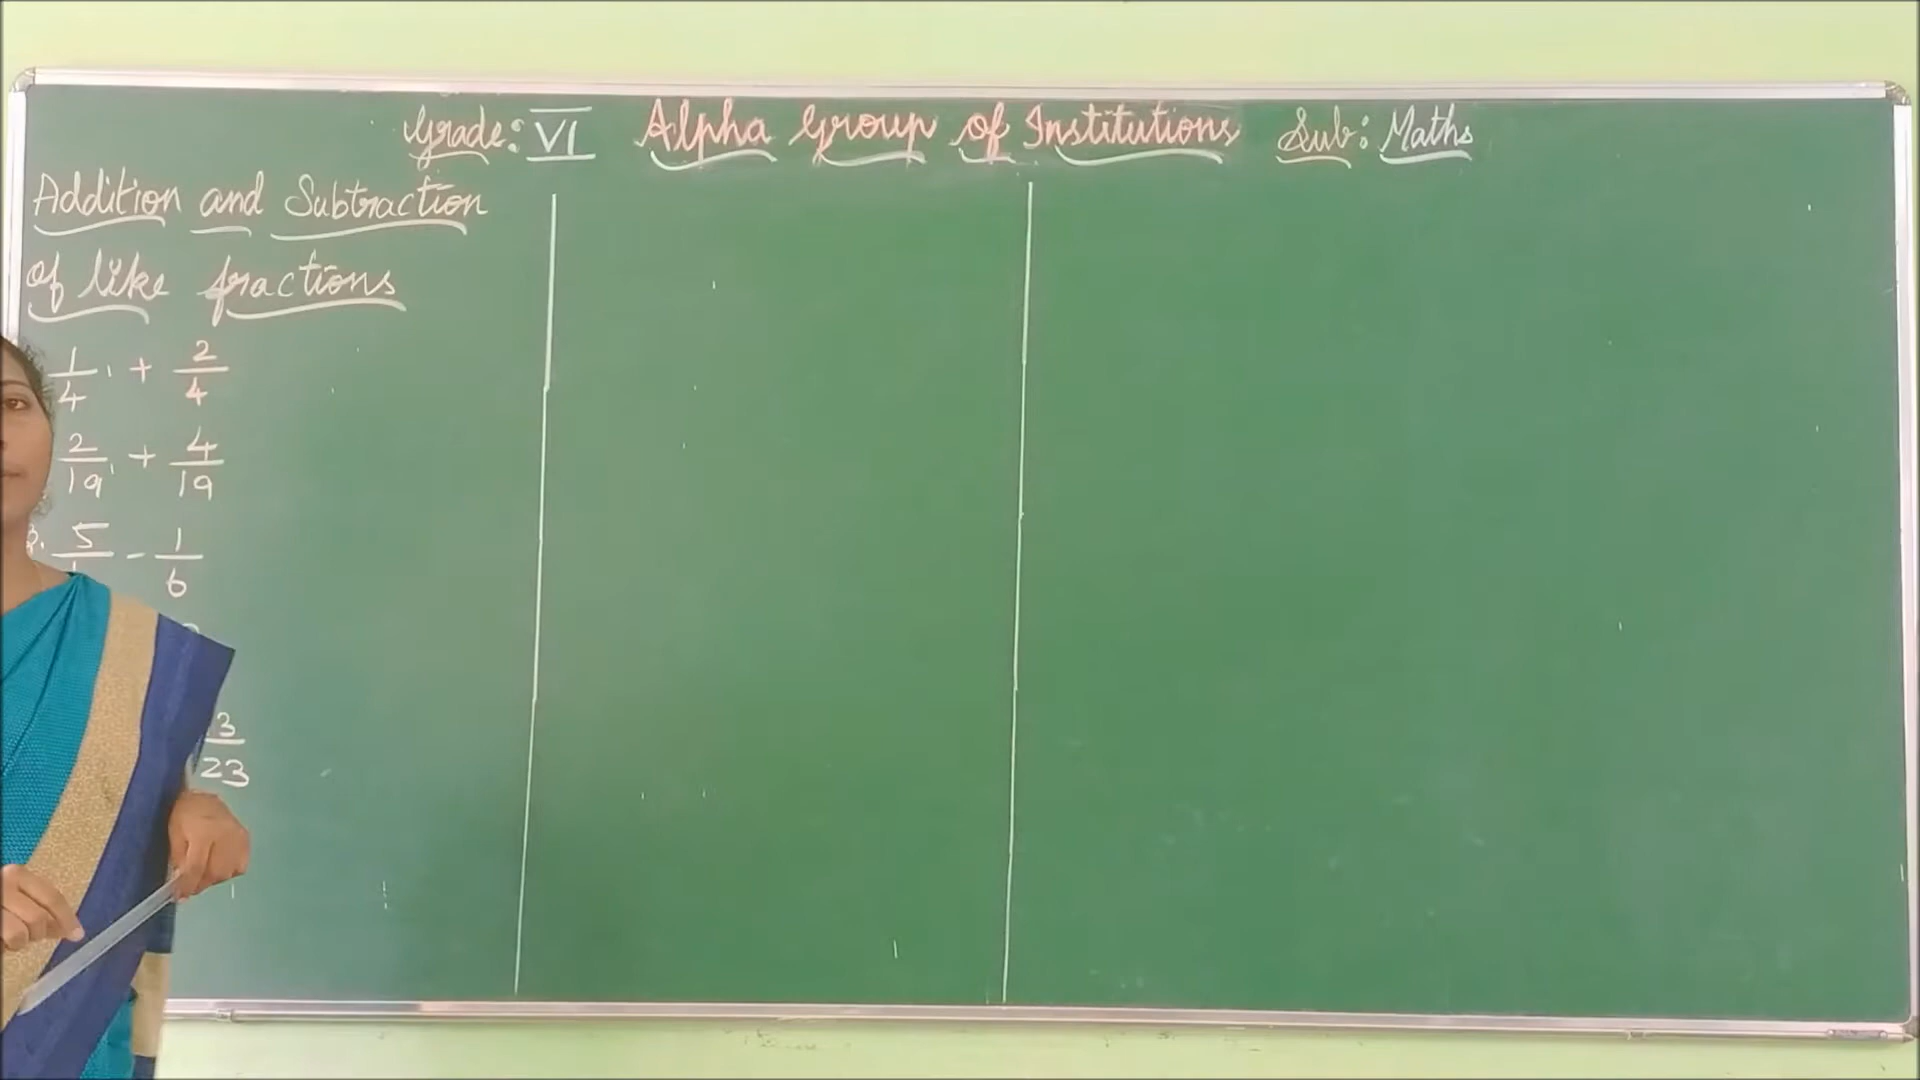 Grade: VI Alpha Group of Institutions Sub: Maths
Addition and Subtraction
of like fractions
1/4 + 2/4
2/19 + 4/19
3. 5/ - 1/6
3/23